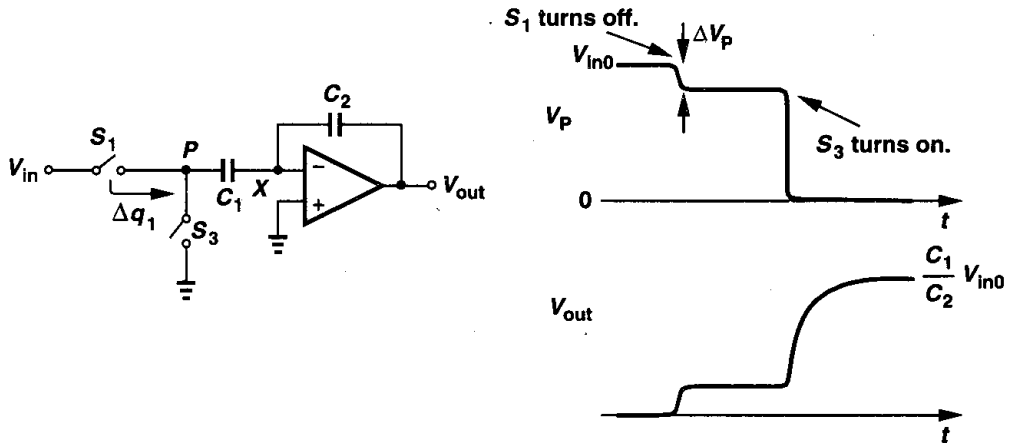 S1 turns off.
ΔVP
Vin0
VP
S3 turns on.
0
t
C2
S1
P
Vin
X
C1
Δq1
S3
−
+
Vout
C1
C2
Vin0
Vout
t